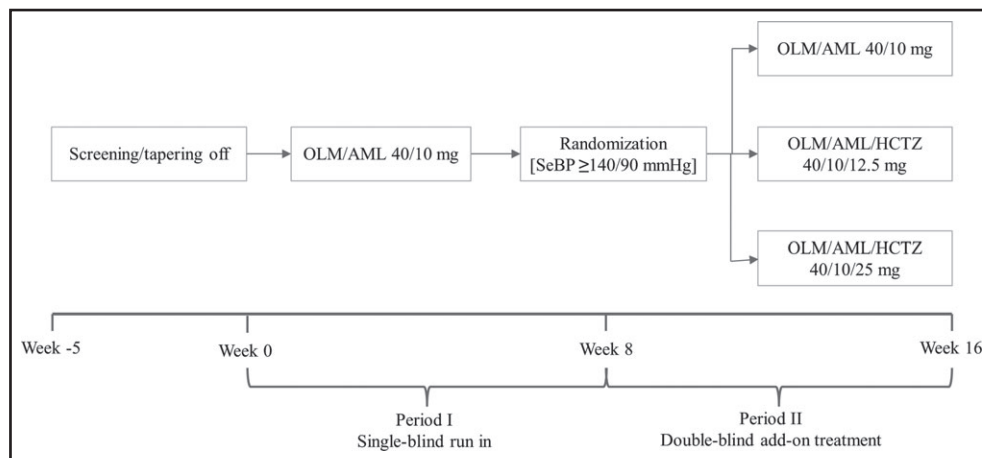 OLM/AML 40/10 mg
Screening/tapering off
OLM/AML 40/10 mg
Randomization
[SeBP ≥140/90 mmHg]
OLM/AML/HCTZ
40/10/12.5 mg
OLM/AML/HCTZ
40/10/25 mg
Week -5
Week 0
Week 8
Week 16
Period I
Single-blind run in
Period II
Double-blind add-on treatment